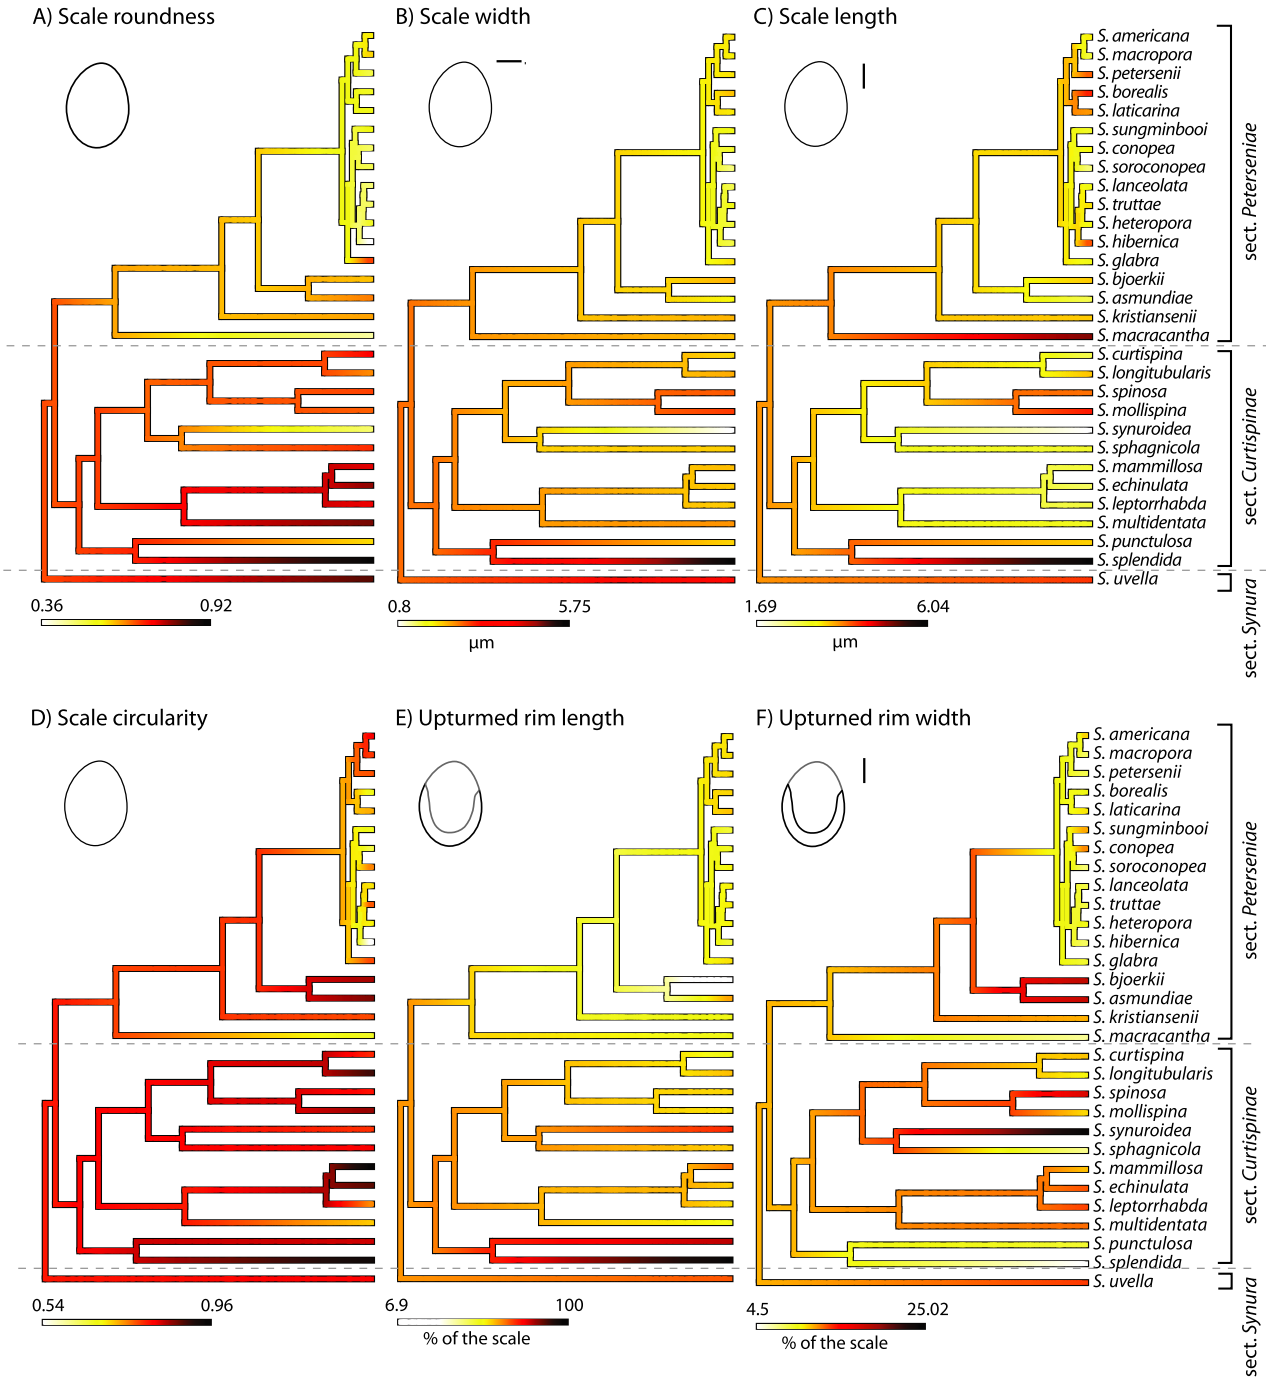 A) Scale roundness
B) Scale width
C) Scale length
S. americana
S. macropora
S. petersenii
S. borealis
S. laticarina
S. sungminbooi
S. conopea
S. soroconopea
S. lanceolata
S. truttae
S. heteropora
S. hibernica
S. glabra
S. bjoerkii
S. asmundiae
S. kristiansenii
S. macracantha
S. curtispina
S. longitubularis
S. spinosa
S. mollispina
S. synuroidea
S. sphagnicola
S. mammillosa
S. echinulata
S. leptorrhabda
S. multidentata
S. punctulosa
S. splendida
S. uvella
sect. Peterseniae
sect. Curtispinae
sect. Synura
0.36 0.92
0.8 5.75
µm
1.69 6.04
µm
D) Scale circularity
E) Upturmed rim length
F) Upturned rim width
S. americana
S. macropora
S. petersenii
S. borealis
S. laticarina
S. sungminbooi
S. conopea
S. soroconopea
S. lanceolata
S. truttae
S. heteropora
S. hibernica
S. glabra
S. bjoerkii
S. asmundiae
S. kristiansenii
S. macracantha
S. curtispina
S. longitubularis
S. spinosa
S. mollispina
S. synuroidea
S. sphagnicola
S. mammillosa
S. echinulata
S. leptorrhabda
S. multidentata
S. punctulosa
S. splendida
S. uvella
sect. Peterseniae
sect. Curtispinae
sect. Synura
0.54 0.96
6.9 100
% of the scale
4.5 25.02
% of the scale